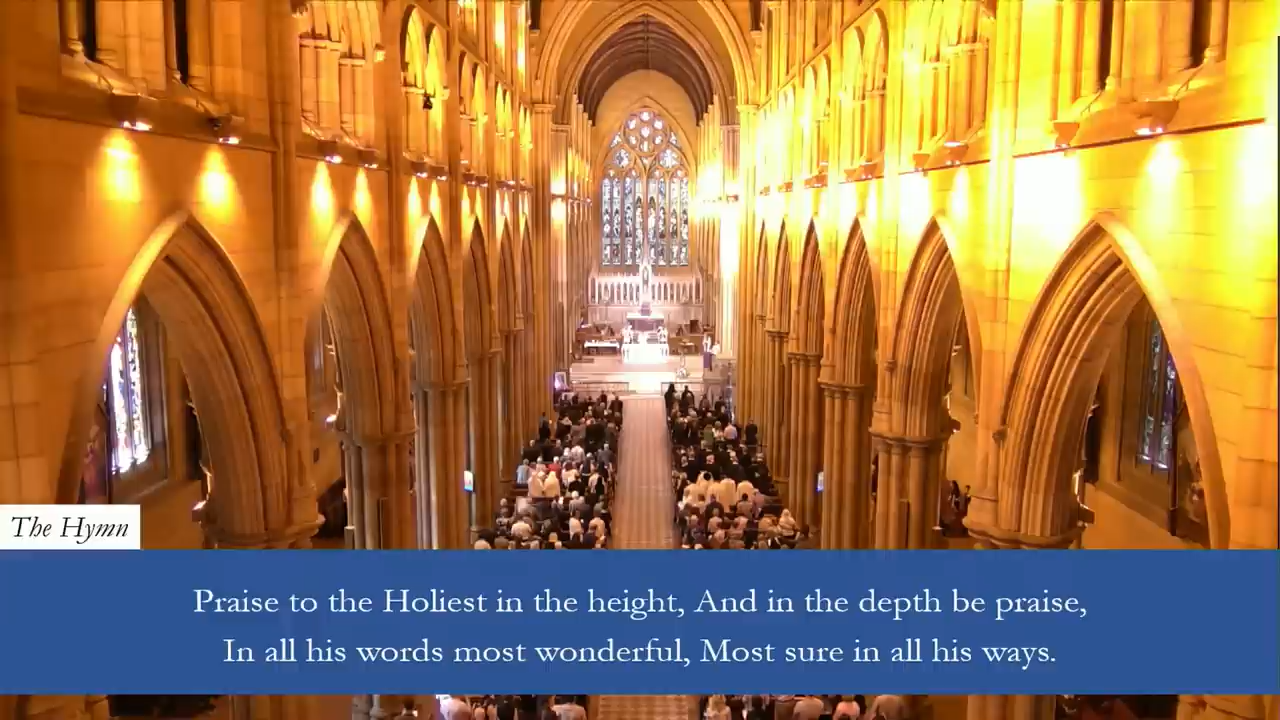 The Hymn
Praise to the Holiest in the height, And in the depth be praise,
In all his words most wonderful, Most sure in all his ways.